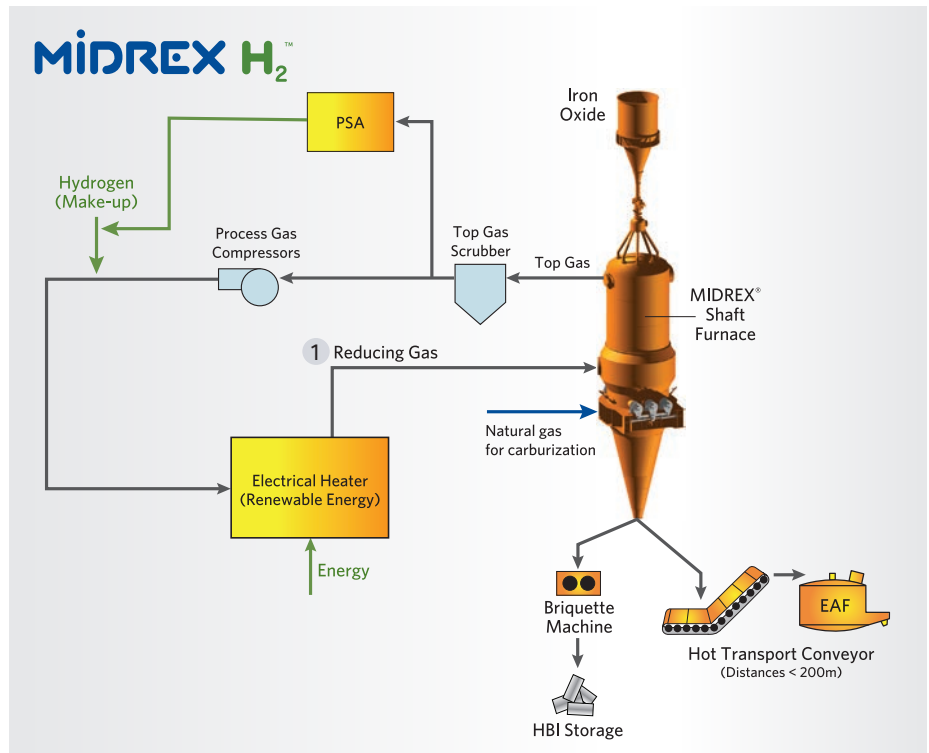 MIDREX H₂™
Iron
Oxide
PSA
Hydrogen
(Make-up)
Process Gas
Compressors
Top Gas
Scrubber
Top Gas
MIDREX®
Shaft
Furnace
1 Reducing Gas
Natural gas
for carburization
Electrical Heater
(Renewable Energy)
Energy
Briquette
Machine
EAF
Hot Transport Conveyor
(Distances < 200m)
HBI Storage